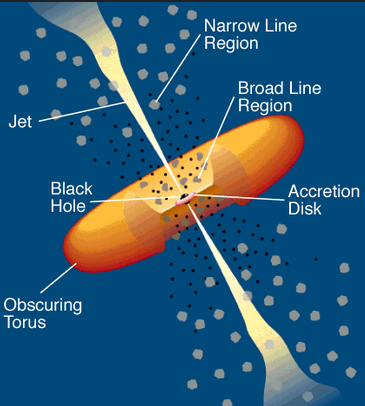 Narrow Line
Region
Broad Line
Region
Jet
Black
Hole
Accretion
Disk
Obscuring
Torus